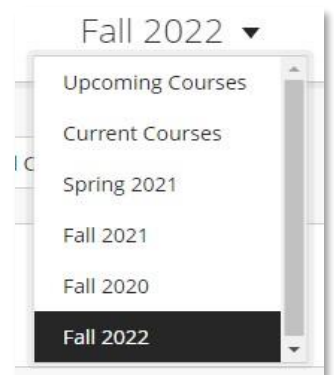 Fall 2022
Upcoming Courses
Current Courses
Spring 2021
Fall 2021
Fall 2020
Fall 2022